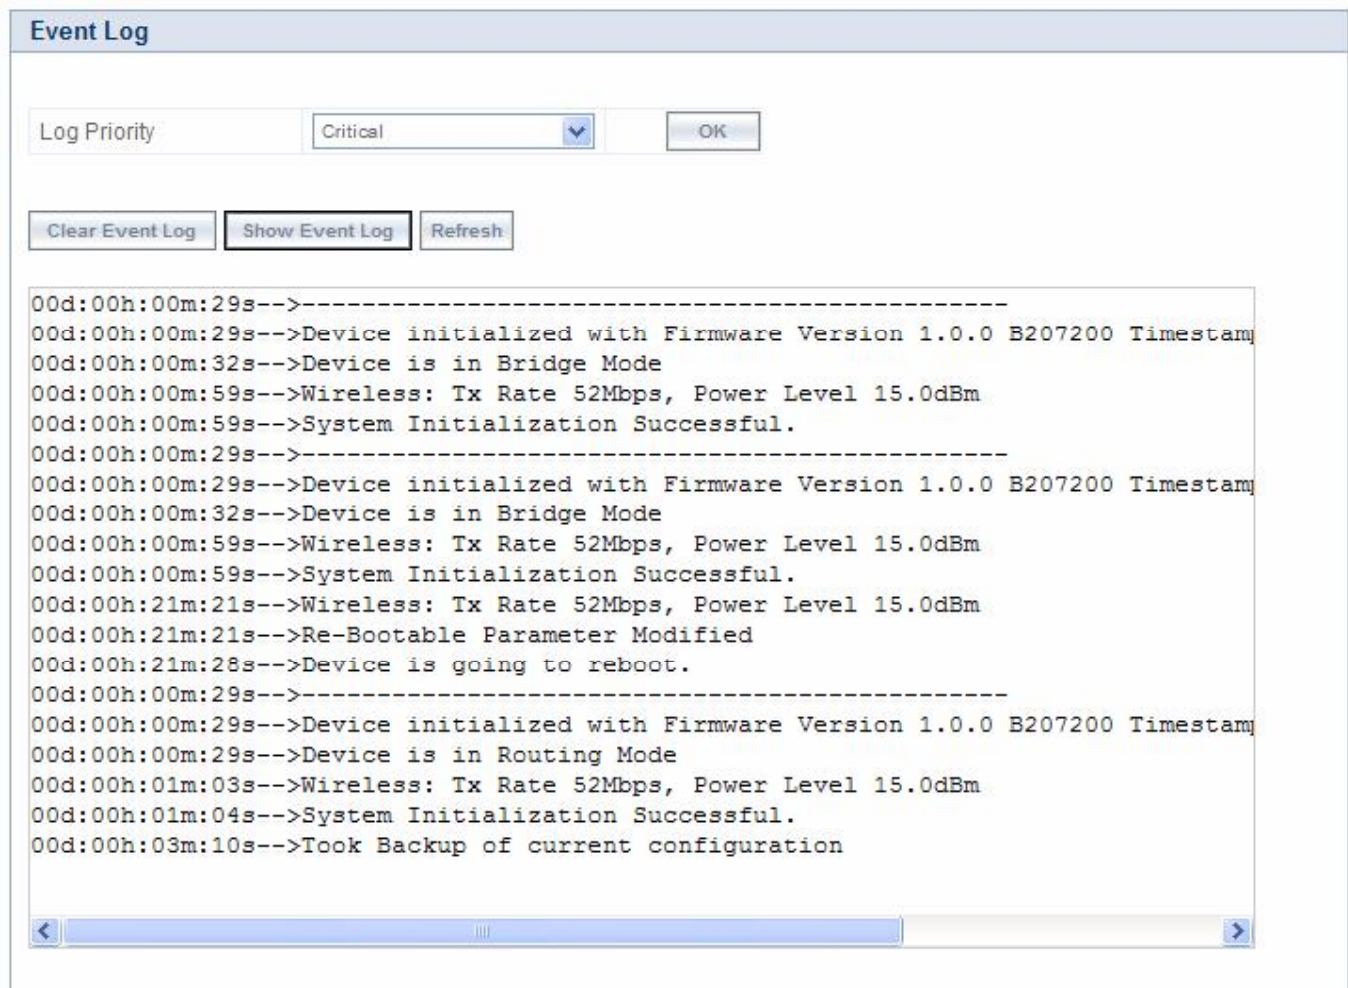 Event Log
Log Priority Critical OK
Clear Event Log Show Event Log Refresh
00d:00h:00m:29s-->-----------------------------------------------
00d:00h:00m:29s-->Device initialized with Firmware Version 1.0.0 B207200 Timestamp
00d:00h:00m:32s-->Device is in Bridge Mode
00d:00h:00m:59s-->Wireless: Tx Rate 52Mbps, Power Level 15.0dBm
00d:00h:00m:59s-->System Initialization Successful.
00d:00h:00m:29s-->-----------------------------------------------
00d:00h:00m:29s-->Device initialized with Firmware Version 1.0.0 B207200 Timestamp
00d:00h:00m:32s-->Device is in Bridge Mode
00d:00h:00m:59s-->Wireless: Tx Rate 52Mbps, Power Level 15.0dBm
00d:00h:00m:59s-->System Initialization Successful.
00d:00h:21m:21s-->Wireless: Tx Rate 52Mbps, Power Level 15.0dBm
00d:00h:21m:21s-->Re-Bootable Parameter Modified
00d:00h:21m:28s-->Device is going to reboot.
00d:00h:00m:29s-->-----------------------------------------------
00d:00h:00m:29s-->Device initialized with Firmware Version 1.0.0 B207200 Timestamp
00d:00h:00m:29s-->Device is in Routing Mode
00d:00h:01m:03s-->Wireless: Tx Rate 52Mbps, Power Level 15.0dBm
00d:00h:01m:04s-->System Initialization Successful.
00d:00h:03m:10s-->Took Backup of current configuration